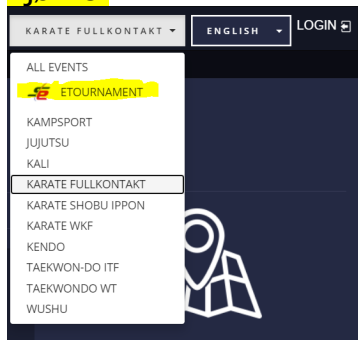 KARATE FULLKONTAKT
ENGLISH
LOGIN
ALL EVENTS
ETOURNAMENT
KAMPSPORT
JUJUTSU
KALI
KARATE FULLKONTAKT
KARATE SHOBU IPPON
KARATE WKF
KENDO
TAEKWON-DO ITF
TAEKWONDO WT
WUSHU